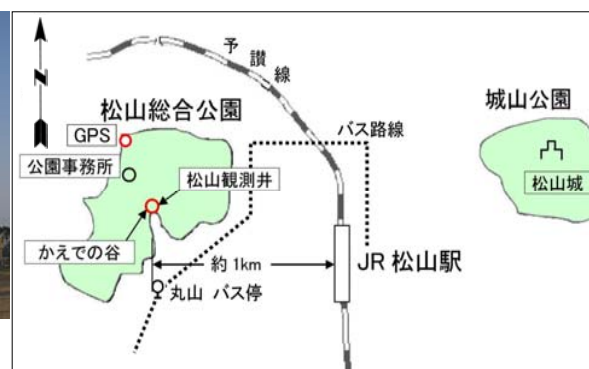 N
予
讃
線
松山総合公園
城山公園
GPS
バス路線
公園事務所
松山観測井
松山城
かえでの谷
約 1km
JR 松山駅
丸山 バス停